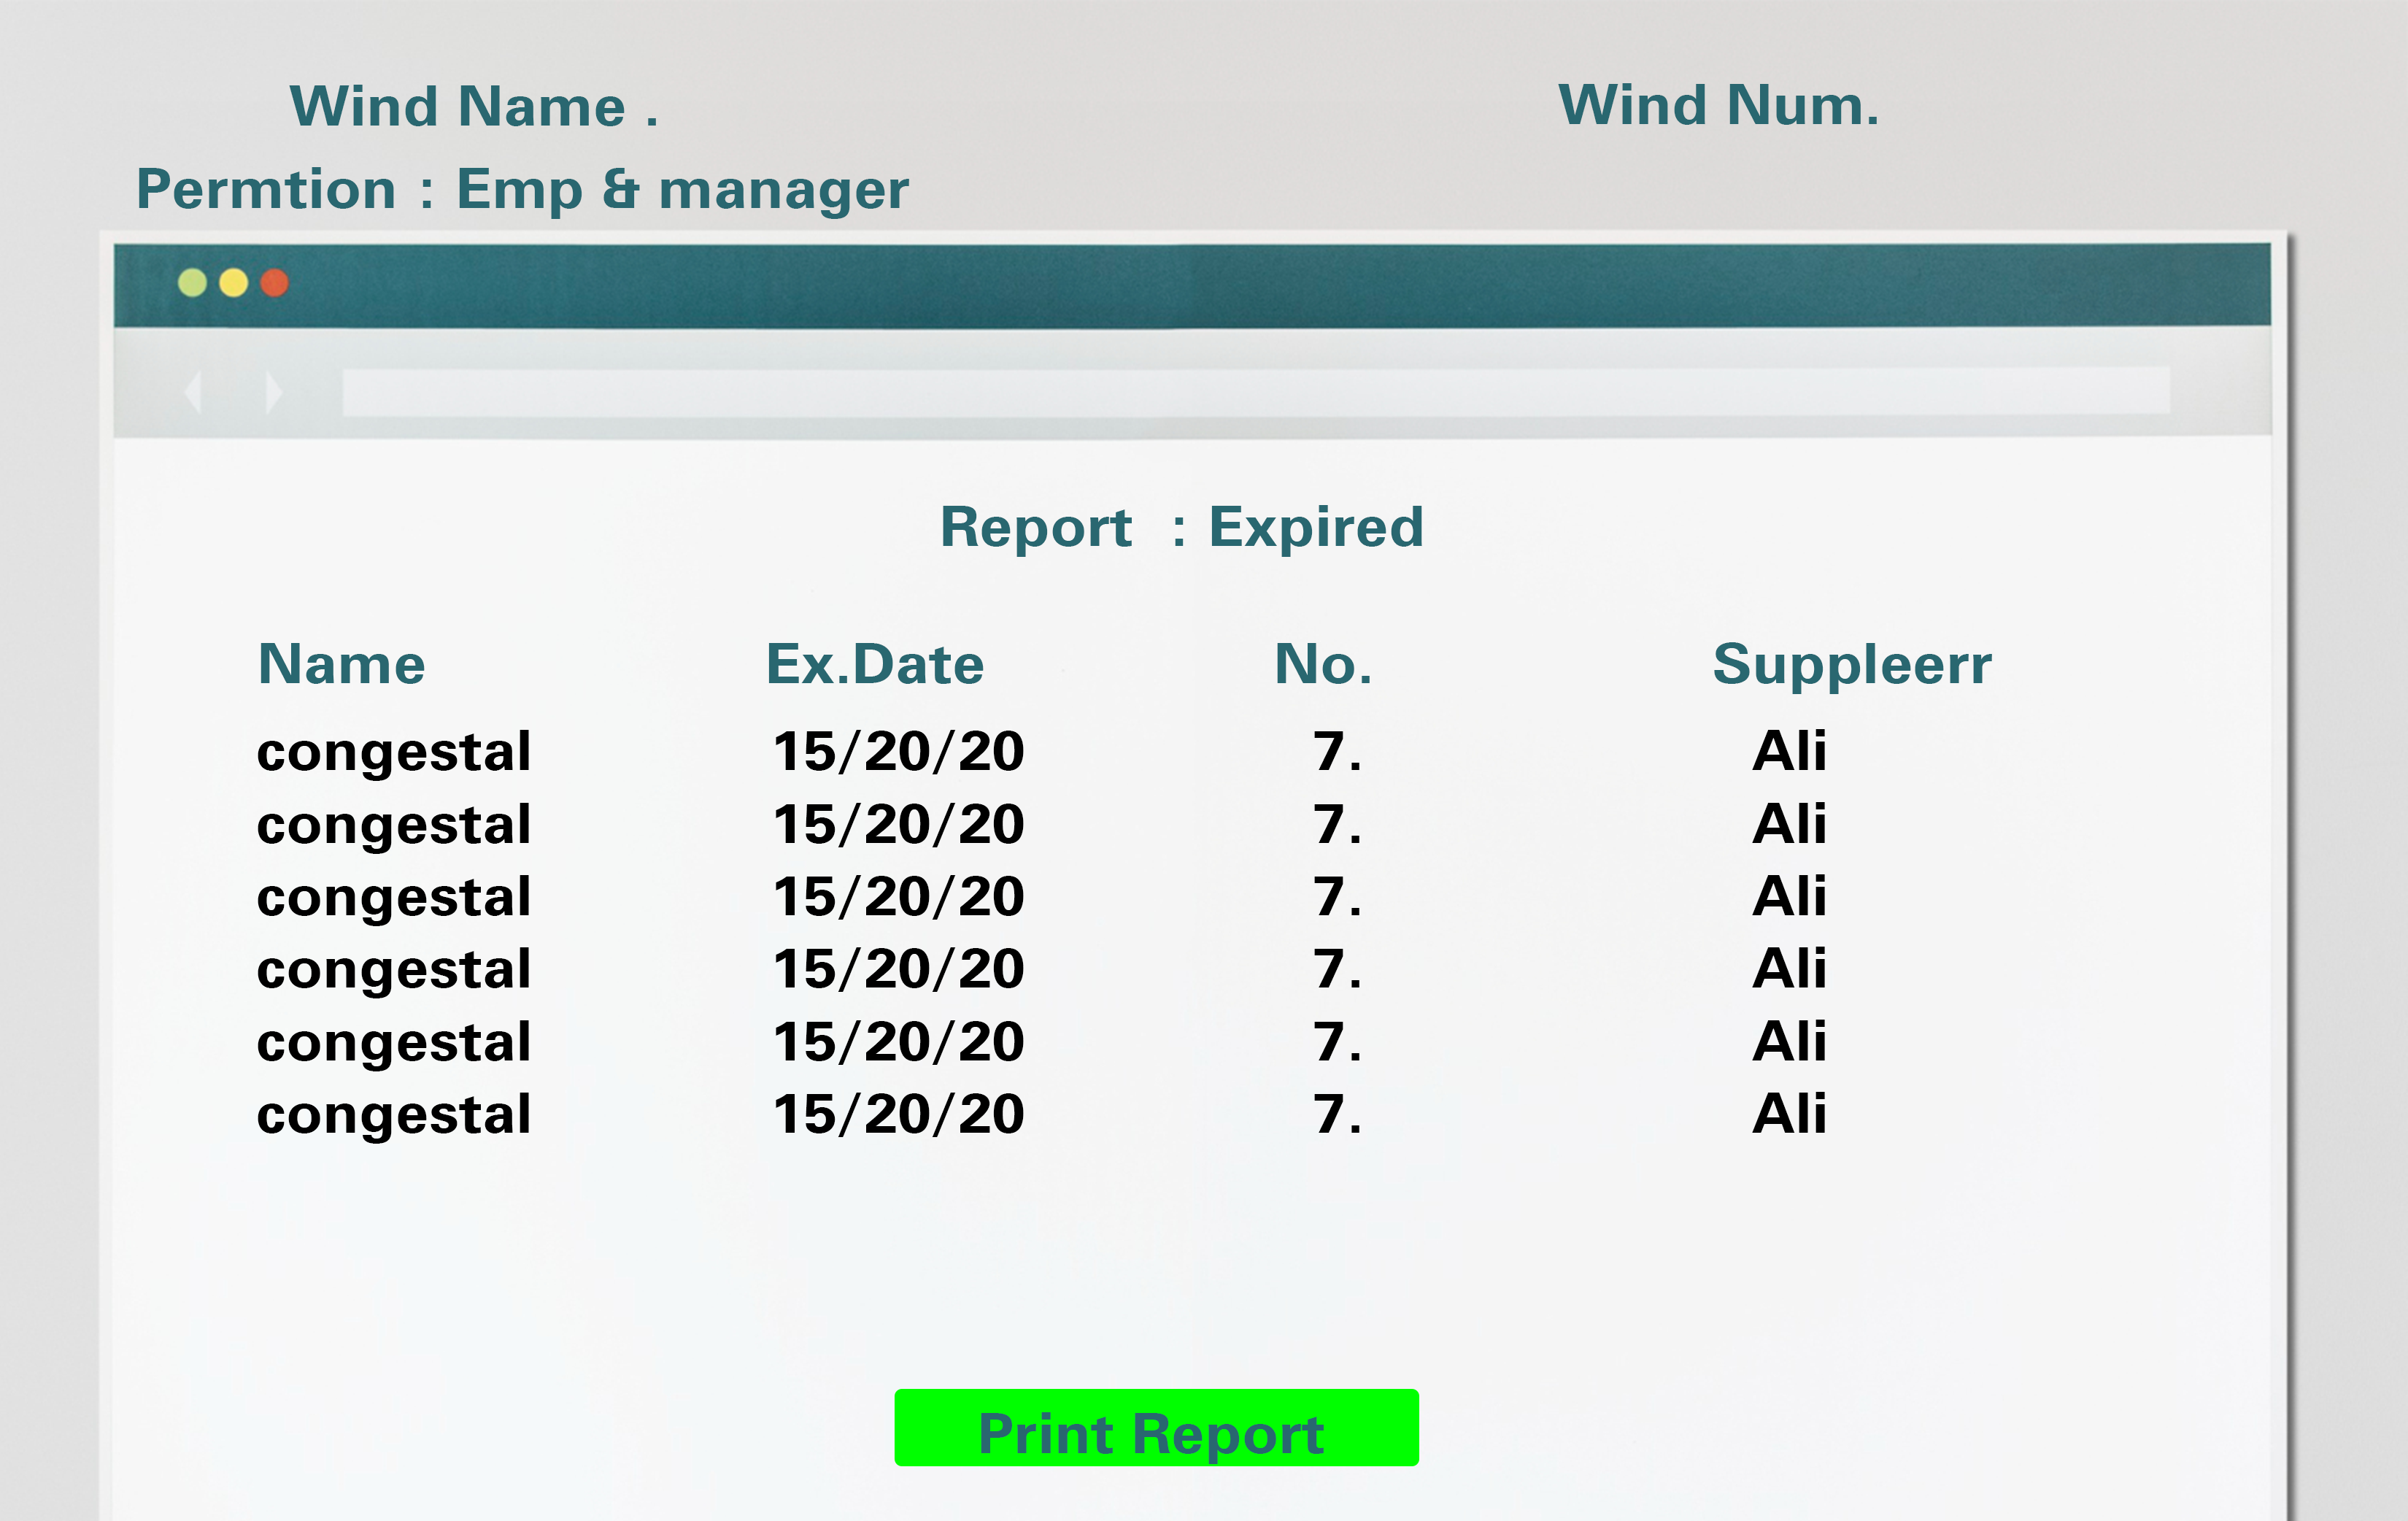 Wind Name . Wind Num.
Permtion : Emp & manager
Report : Expired
Name Ex.Date No. Suppleerr
congestal 15/20/20 7. Ali
congestal 15/20/20 7. Ali
congestal 15/20/20 7. Ali
congestal 15/20/20 7. Ali
congestal 15/20/20 7. Ali
congestal 15/20/20 7. Ali
Print Report